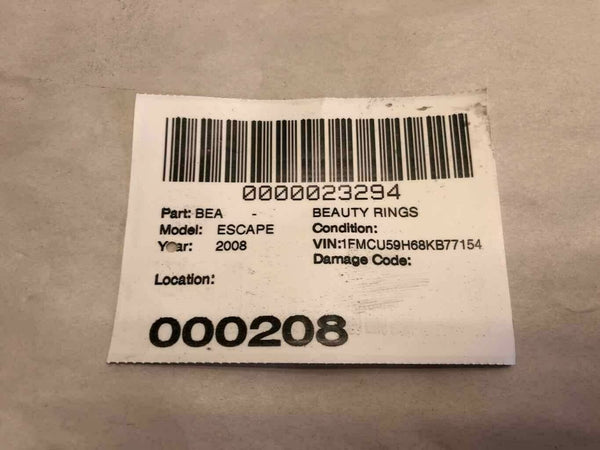 0000023294
Part: BEA - BEAUTY RINGS
Model: ESCAPE Condition:
Year: 2008 VIN:1FMCU59H68KB77154
Damage Code:
Location:
000208